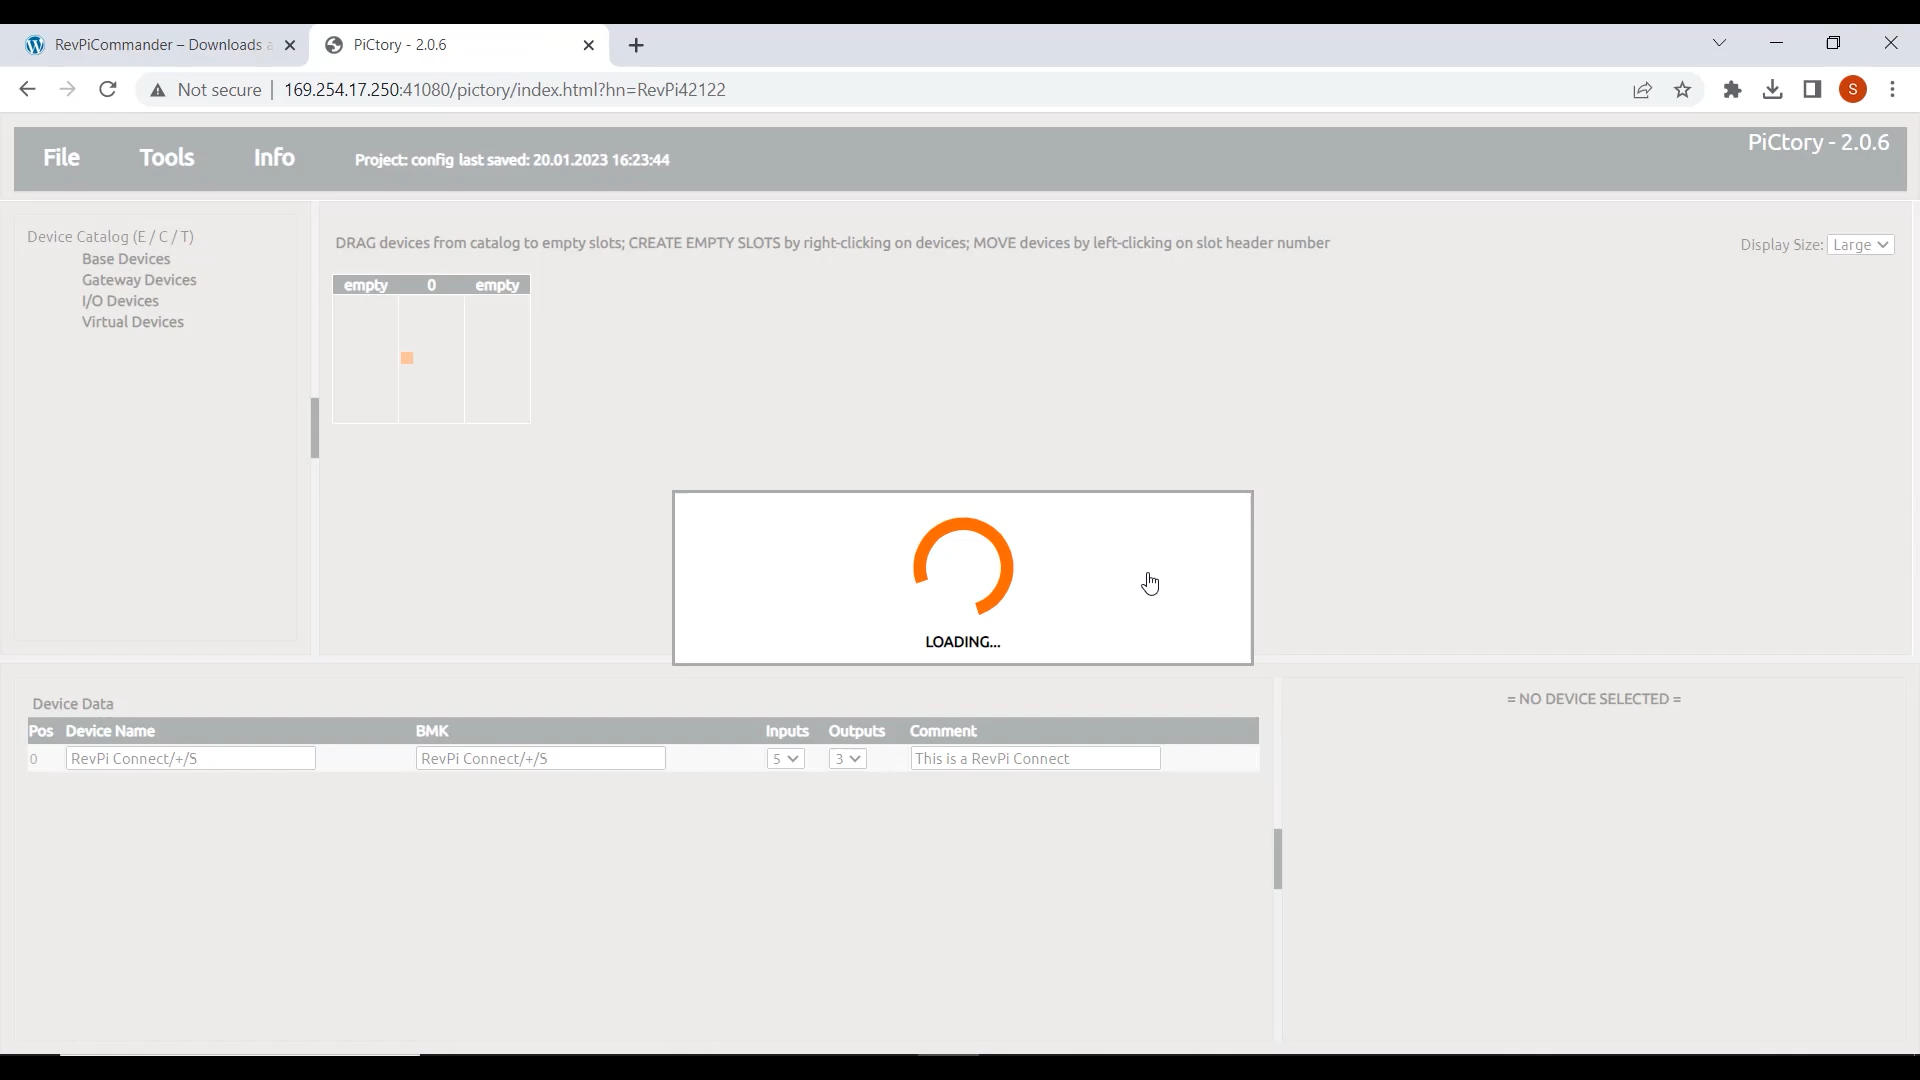 RevPiCommander – Downloads
PiCtory - 2.0.6
Not secure
169.254.17.250:41080/pictory/index.html?hn=RevPi42122
S
File
Tools
Info
Project: config last saved: 20.01.2023 16:23:44
PiCtory - 2.0.6
Device Catalog (E / C / T)
Base Devices
Gateway Devices
I/O Devices
Virtual Devices
DRAG devices from catalog to empty slots; CREATE EMPTY SLOTS by right-clicking on devices; MOVE devices by left-clicking on slot header number
Display Size: Large
empty 0 empty
LOADING...
Device Data
Pos Device Name BMK Inputs Outputs Comment
0 RevPi Connect/+/S RevPi Connect/+/S 5 3 This is a RevPi Connect
= NO DEVICE SELECTED =